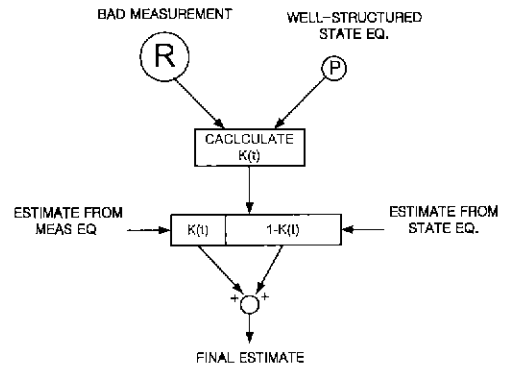 BAD MEASUREMENT
WELL-STRUCTURED
STATE EQ.
R
P
CACLCULATE
K(t)
ESTIMATE FROM
MEAS EQ
K(t)
1-K(t)
ESTIMATE FROM
STATE EQ.
+
+
FINAL ESTIMATE